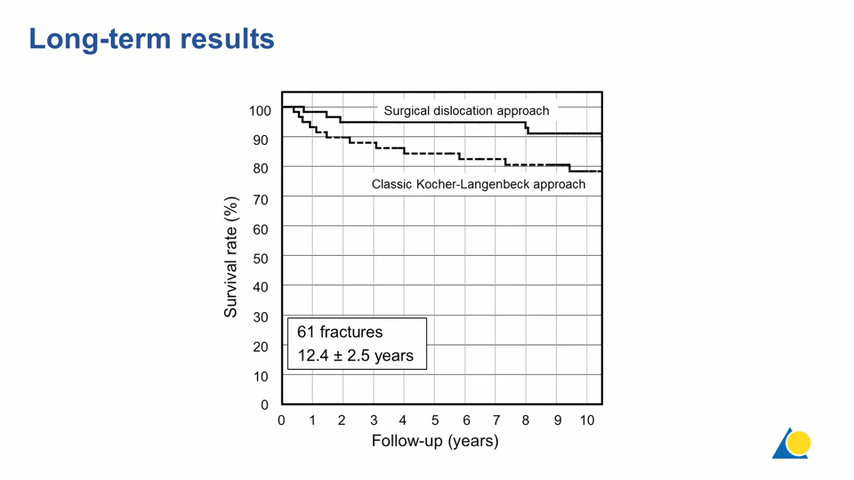 Long-term results
Surgical dislocation approach
Classic Kocher-Langenbeck approach
Survival rate (%)
100
90
80
70
60
50
40
30
20
10
0
61 fractures
12.4 ± 2.5 years
0 1 2 3 4 5 6 7 8 9 10
Follow-up (years)